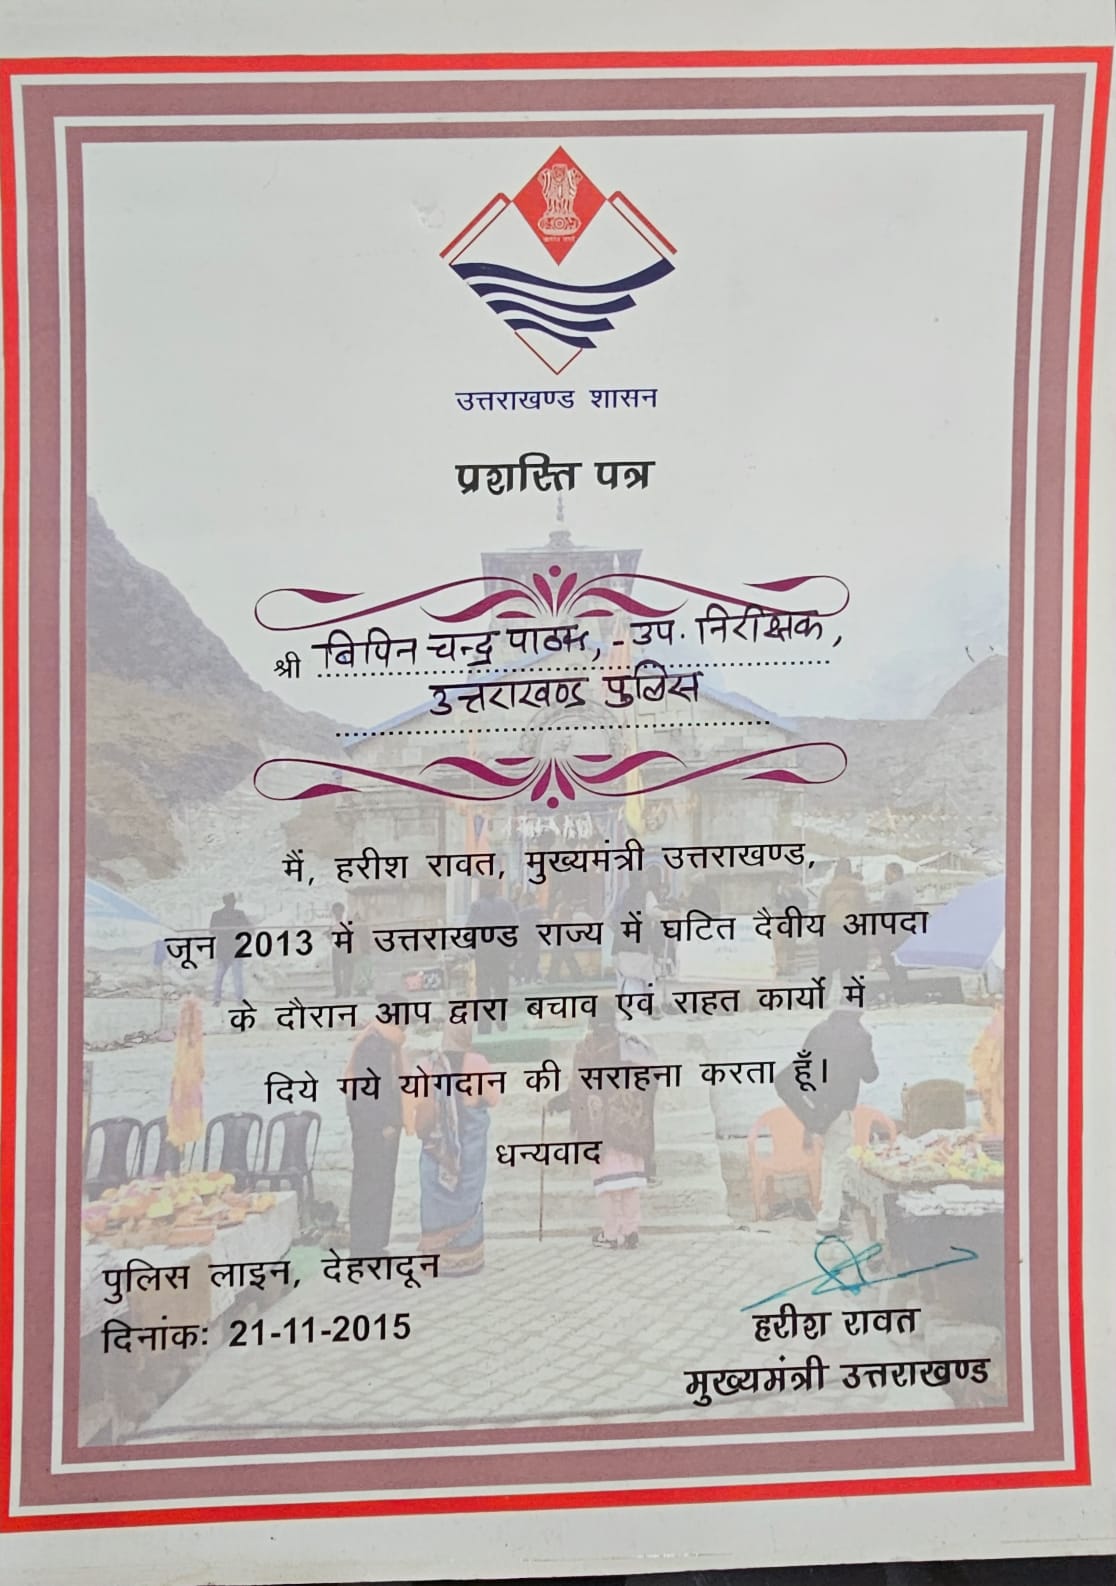 उत्तराखण्ड शासन
प्रशस्ति पत्र
श्री बिपिन चन्द्र पाठक, - उप. निरीक्षक,
उत्तराखण्ड पुलिस
मैं, हरीश रावत, मुख्यमंत्री उत्तराखण्ड,
जून 2013 में उत्तराखण्ड राज्य में घटित दैवीय आपदा
के दौरान आप द्वारा बचाव एवं राहत कार्यो में
दिये गये योगदान की सराहना करता हूँ।
धन्यवाद
पुलिस लाइन, देहरादून
दिनांकः 21-11-2015
हरीश रावत
मुख्यमंत्री उत्तराखण्ड